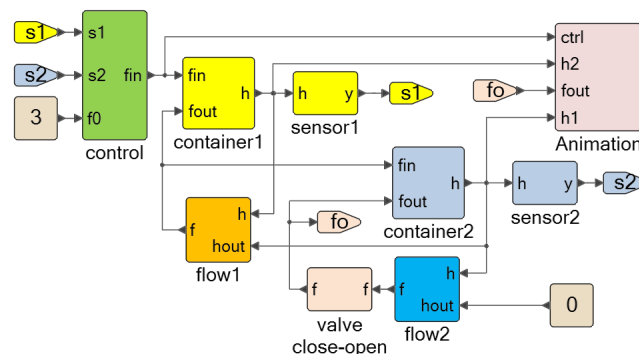 s1
s2
3
s1
s2
f0
fin
control
fin
fout
h
container1
h
y
sensor1
s1
fo
ctrl
h2
fout
h1
Animation
fin
fout
h
container2
h
y
sensor2
s2
fo
f
h
hout
flow1
f
f
valve
close-open
f
h
hout
flow2
0